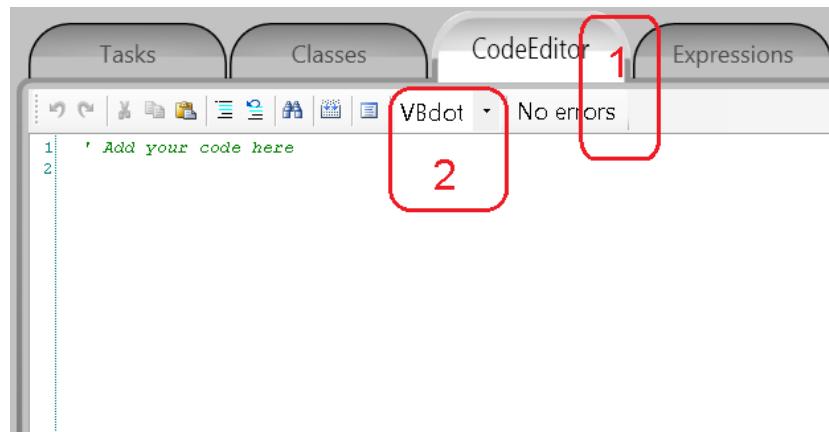 Tasks Classes CodeEditor 1 Expressions
VBdot No errors
1 ' Add your code here
2
2